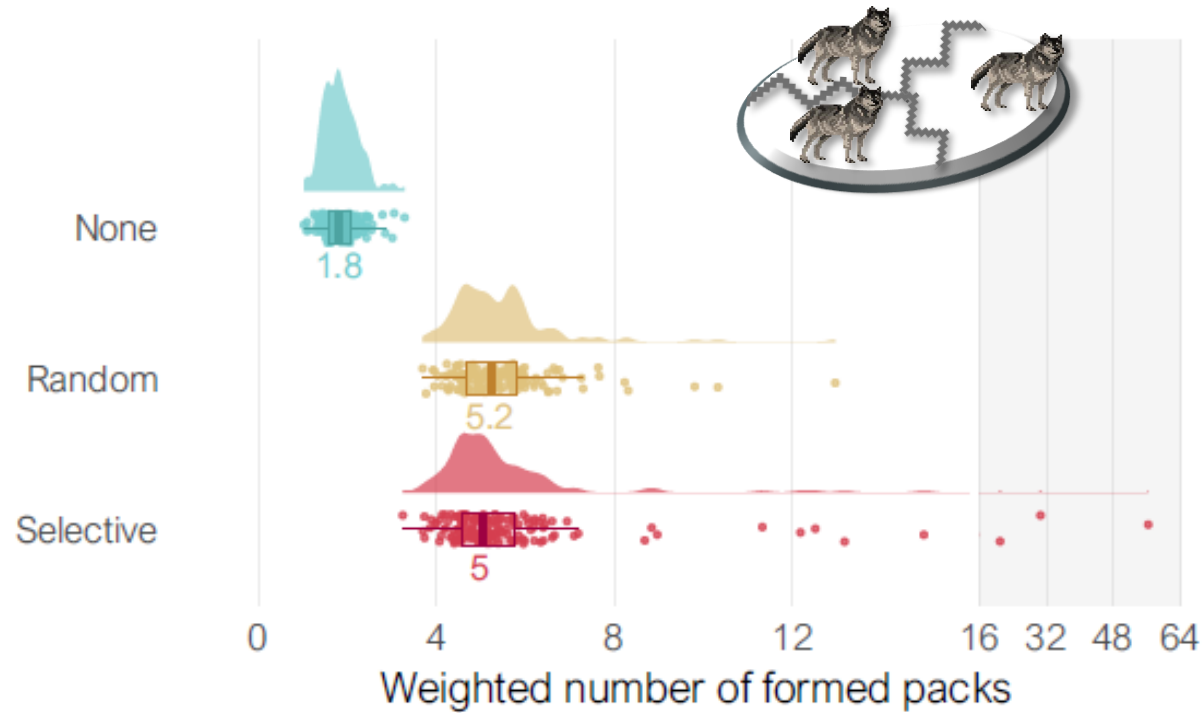 None
1.8
Random
5.2
Selective
5
0 4 8 12 16 32 48 64
Weighted number of formed packs